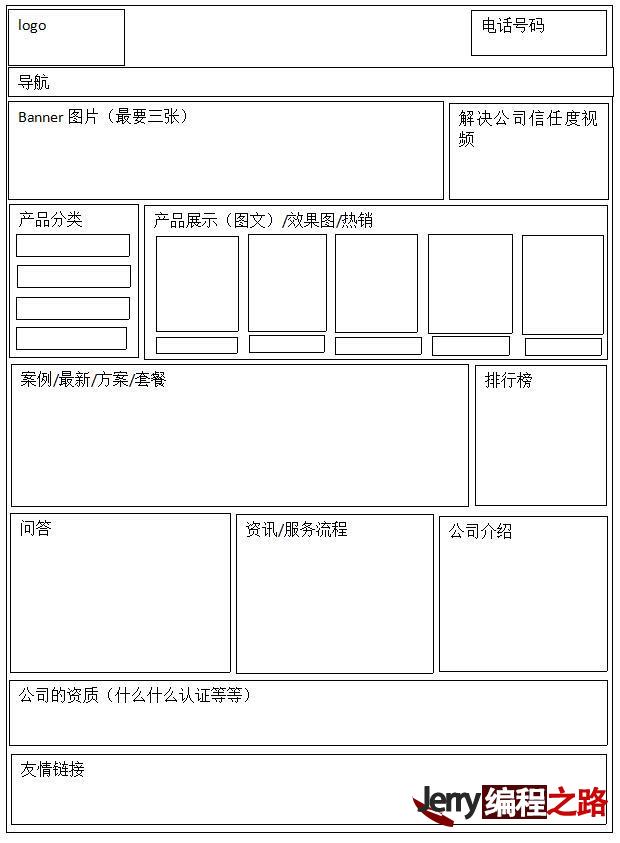 logo
电话号码
导航
Banner 图片（最要三张）
解决公司信任度视
频
产品分类
产品展示（图文）/效果图/热销
案例/最新/方案/套餐
排行榜
问答
资讯/服务流程
公司介绍
公司的资质（什么什么认证等等）
友情链接
Jerry编程之路